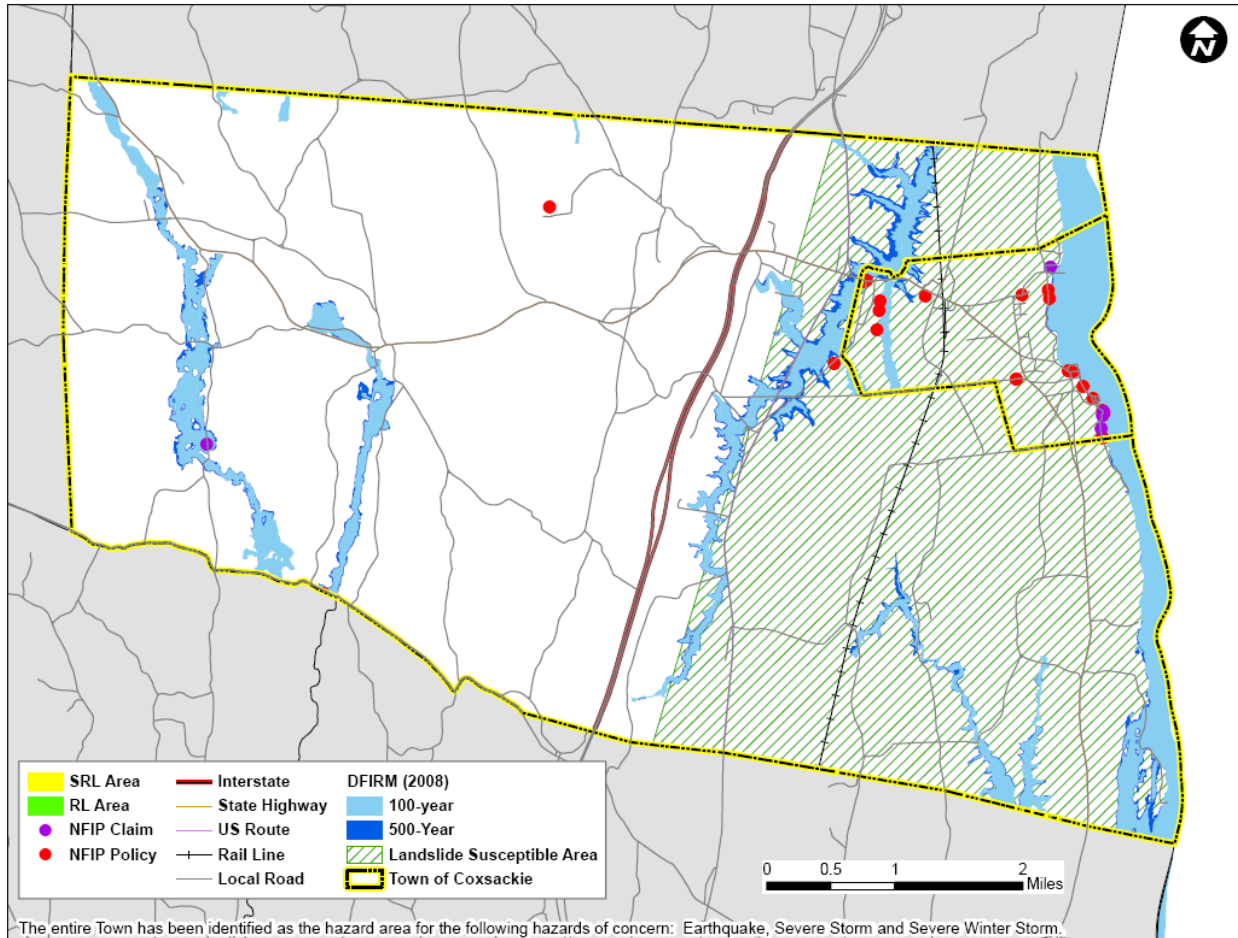 N
SRL Area
RL Area
NFIP Claim
NFIP Policy
Interstate
State Highway
US Route
Rail Line
Local Road
DFIRM (2008)
100-year
500-Year
Landslide Susceptible Area
Town of Coxsackie
0 0.5 1 2
Miles
The entire Town has been identified as the hazard area for the following hazards of concern: Earthquake, Severe Storm and Severe Winter Storm.